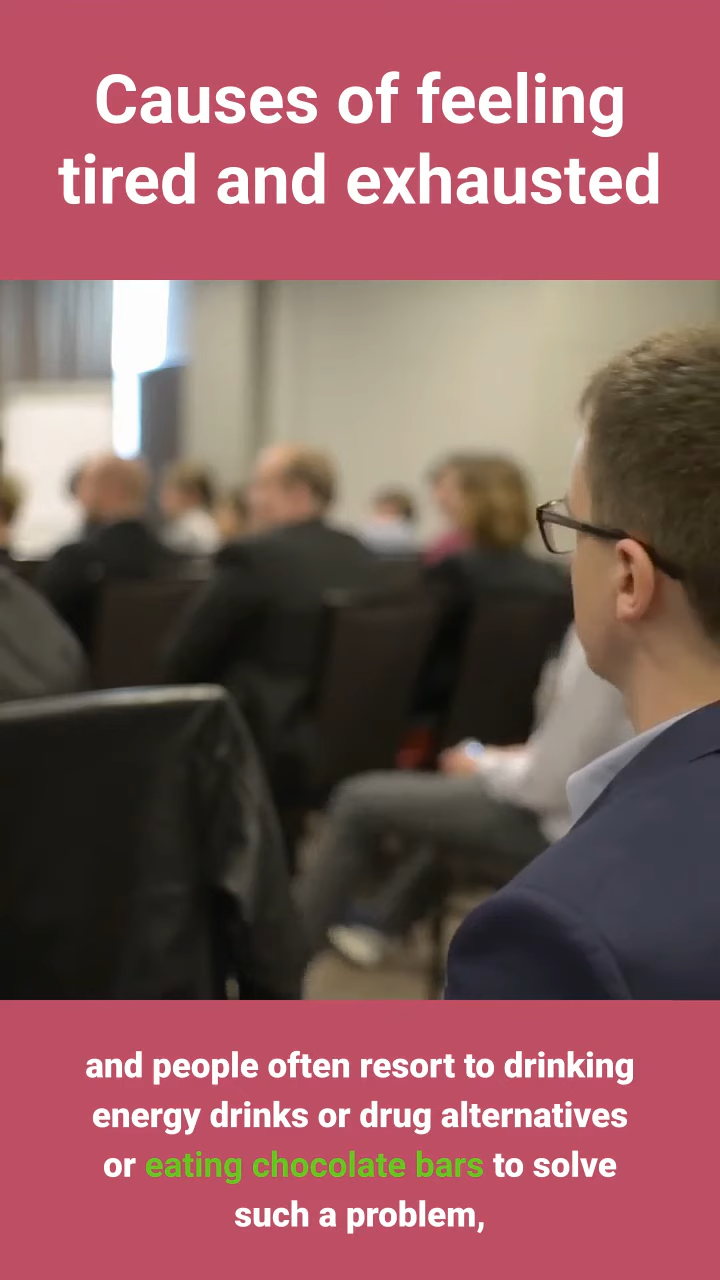 Causes of feeling
tired and exhausted
and people often resort to drinking
energy drinks or drug alternatives
or eating chocolate bars to solve
such a problem,